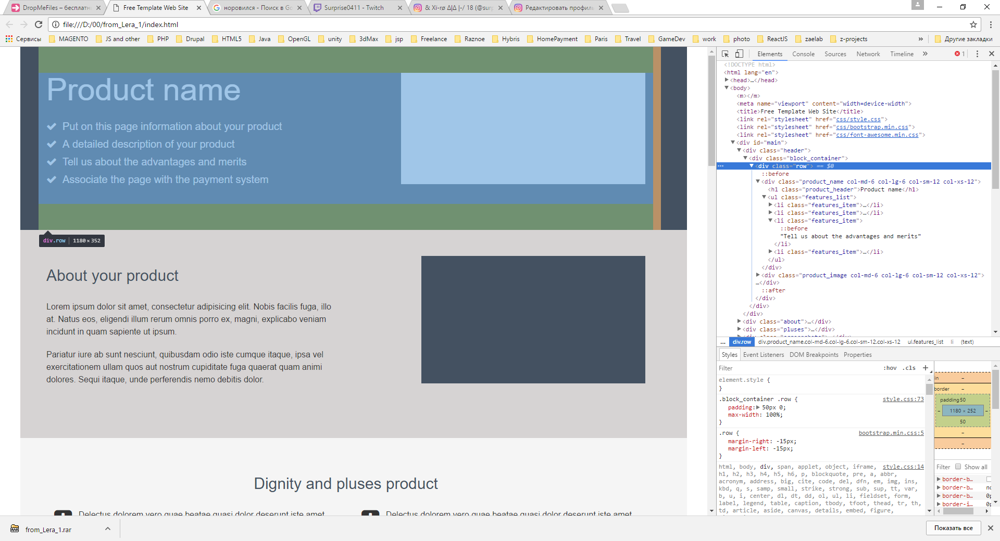 DropMeFiles – бесплатн
Free Template Web Site
норовился - Поиск в Go
Surprise0411 - Twitch
Редактировать профиль
file:///D:/00/from_Lera_1/index.html
Сервисы MAGENTO JS and other PHP Drupal HTML5 Java OpenGL unity 3dMax jsp Freelance Raznoe Hybris HomePayment Paris Travel GameDev work photo ReactJS zaelab z-projects » Другие закладки
Product name
Put on this page information about your product
A detailed description of your product
Tell us about the advantages and merits
Associate the page with the payment system
div.row 1180 × 352
About your product
Lorem ipsum dolor sit amet, consectetur adipisicing elit. Nobis facilis fuga, illo
at. Natus eos, eligendi illum rerum omnis porro ex, magni, explicabo veniam
incidunt in quam sapiente ut ipsum.
Pariatur iure ab sunt nesciunt, quibusdam odio iste cumque itaque, ipsa vel
exercitationem ullam quos aut nostrum cupiditate fuga quaerat quam animi
dolores. Sequi itaque, unde perferendis nemo debitis dolor.
Dignity and pluses product
Delectus dolorem vero quae beatae quasi dolor deserunt iste amet
Delectus dolorem vero quae beatae quasi dolor deserunt iste amet
Elements Console Sources Network Timeline » 1
<!DOCTYPE html>
<html lang="en">
<head>…</head>
<body>
<m></m>
<meta name="viewport" content="width=device-width">
<title>Free Template Web Site</title>
<link rel="stylesheet" href="css/style.css">
<link rel="stylesheet" href="css/bootstrap.min.css">
<link rel="stylesheet" href="css/font-awesome.min.css">
<div id="main">
<div class="header">
<div class="block_container">
<div class="row"> == $0
::before
<div class="product_name col-md-6 col-lg-6 col-sm-12 col-xs-12">
<h1 class="product_header">Product name</h1>
<ul class="features_list">
<li class="features_item">…</li>
<li class="features_item">…</li>
<li class="features_item">
::before
"Tell us about the advantages and merits"
</li>
<li class="features_item">…</li>
</ul>
</div>
<div class="product_image col-md-6 col-lg-6 col-sm-12 col-xs-12">
…</div>
::after
</div>
</div>
</div>
<div class="about">…</div>
<div class="pluses">…</div>
... div.row div.product_name.col-md-6.col-lg-6.col-sm-12.col-xs-12 ul.features_list li (text)
Styles Event Listeners DOM Breakpoints Properties
Filter :hov .cls +
element.style {
}
.block_container .row { style.css:73
padding: 50px 0;
max-width: 100%;
}
.row { bootstrap.min.css:5
margin-right: -15px;
margin-left: -15px;
}
html, body, div, span, applet, object, iframe, style.css:14
h1, h2, h3, h4, h5, h6, p, blockquote, pre, a, abbr,
acronym, address, big, cite, code, del, dfn, em, img, ins,
kbd, q, s, samp, small, strike, strong, sub, sup, tt, var,
b, u, i, center, dl, dt, dd, ol, ul, li, fieldset, form,
label, legend, table, caption, tbody, tfoot, thead, tr, th,
td, article, aside, canvas, details, embed, figure,
in –
border –
padding 50
– 1180 × 252 –
50
–
–
Filter Show all
border-b…
border-b… no
border-b… 0p
border-i… 0p
from_Lera_1.rar
Показать все